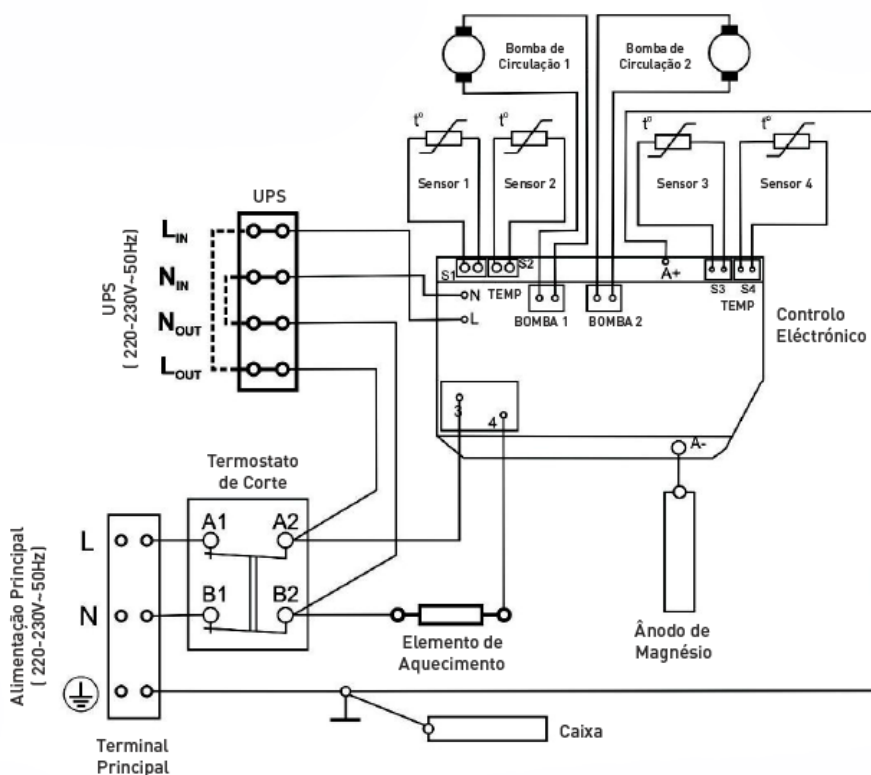 Bomba de
Circulação 1
Bomba de
Circulação 2
t°
t°
t°
t°
Sensor 1
Sensor 2
Sensor 3
Sensor 4
UPS
LIN
NIN
NOUT
LOUT
UPS
( 220-230V~50Hz)
S1
S2
TEMP
N
L
BOMBA 1
BOMBA 2
A+
S3
S4
TEMP
Controlo
Eléctrónico
3
4
A-
Termostato
de Corte
A1
A2
B1
B2
L
N
Alimentação Principal
( 220-230V~50Hz)
Elemento de
Aquecimento
Ânodo de
Magnésio
Caixa
Terminal
Principal